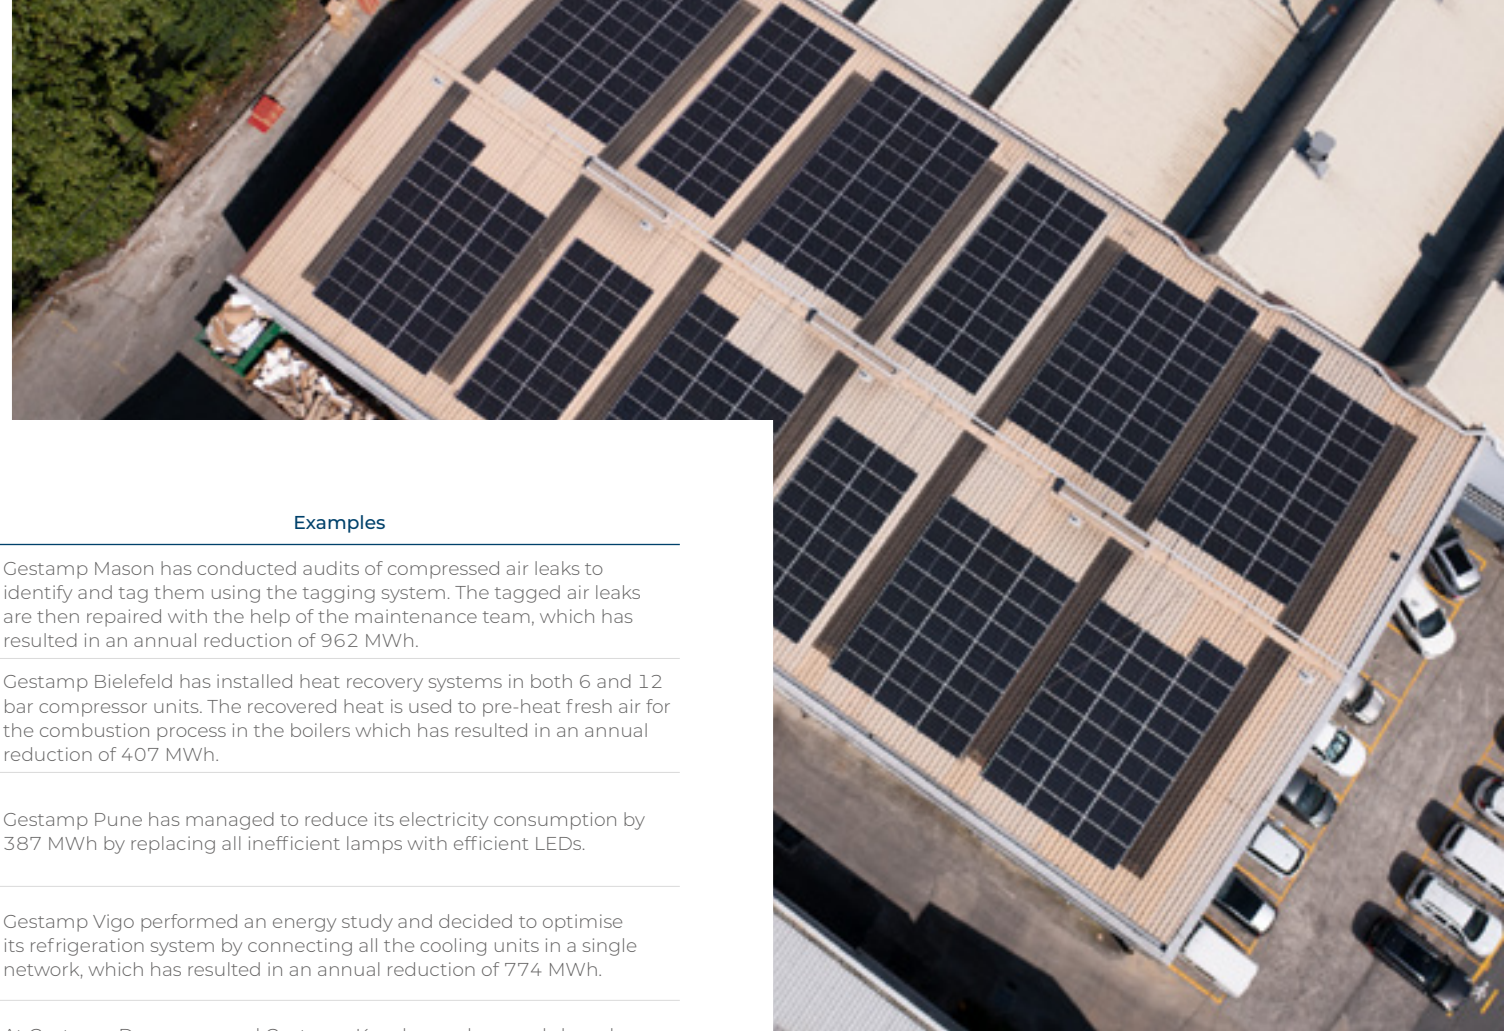 Examples
Gestamp Mason has conducted audits of compressed air leaks to
identify and tag them using the tagging system. The tagged air leaks
are then repaired with the help of the maintenance team, which has
resulted in an annual reduction of 962 MWh.
Gestamp Bielefeld has installed heat recovery systems in both 6 and 12
bar compressor units. The recovered heat is used to pre-heat fresh air for
the combustion process in the boilers which has resulted in an annual
reduction of 407 MWh.
Gestamp Pune has managed to reduce its electricity consumption by
387 MWh by replacing all inefficient lamps with efficient LEDs.
Gestamp Vigo performed an energy study and decided to optimise
its refrigeration system by connecting all the cooling units in a single
network, which has resulted in an annual reduction of 774 MWh.